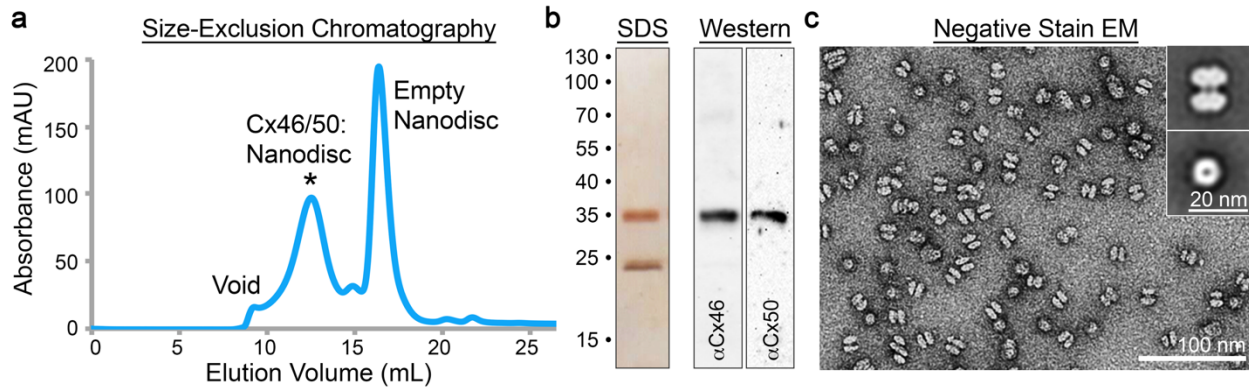 a
Size-Exclusion Chromatography
Absorbance (mAU)
200
150
100
50
0
0
5
10
15
20
25
Elution Volume (mL)
Void
Cx46/50:
Nanodisc
*
Empty
Nanodisc
b
SDS
Western
130
100
70
55
40
35
25
15
αCx46
αCx50
c
Negative Stain EM
20 nm
100 nm